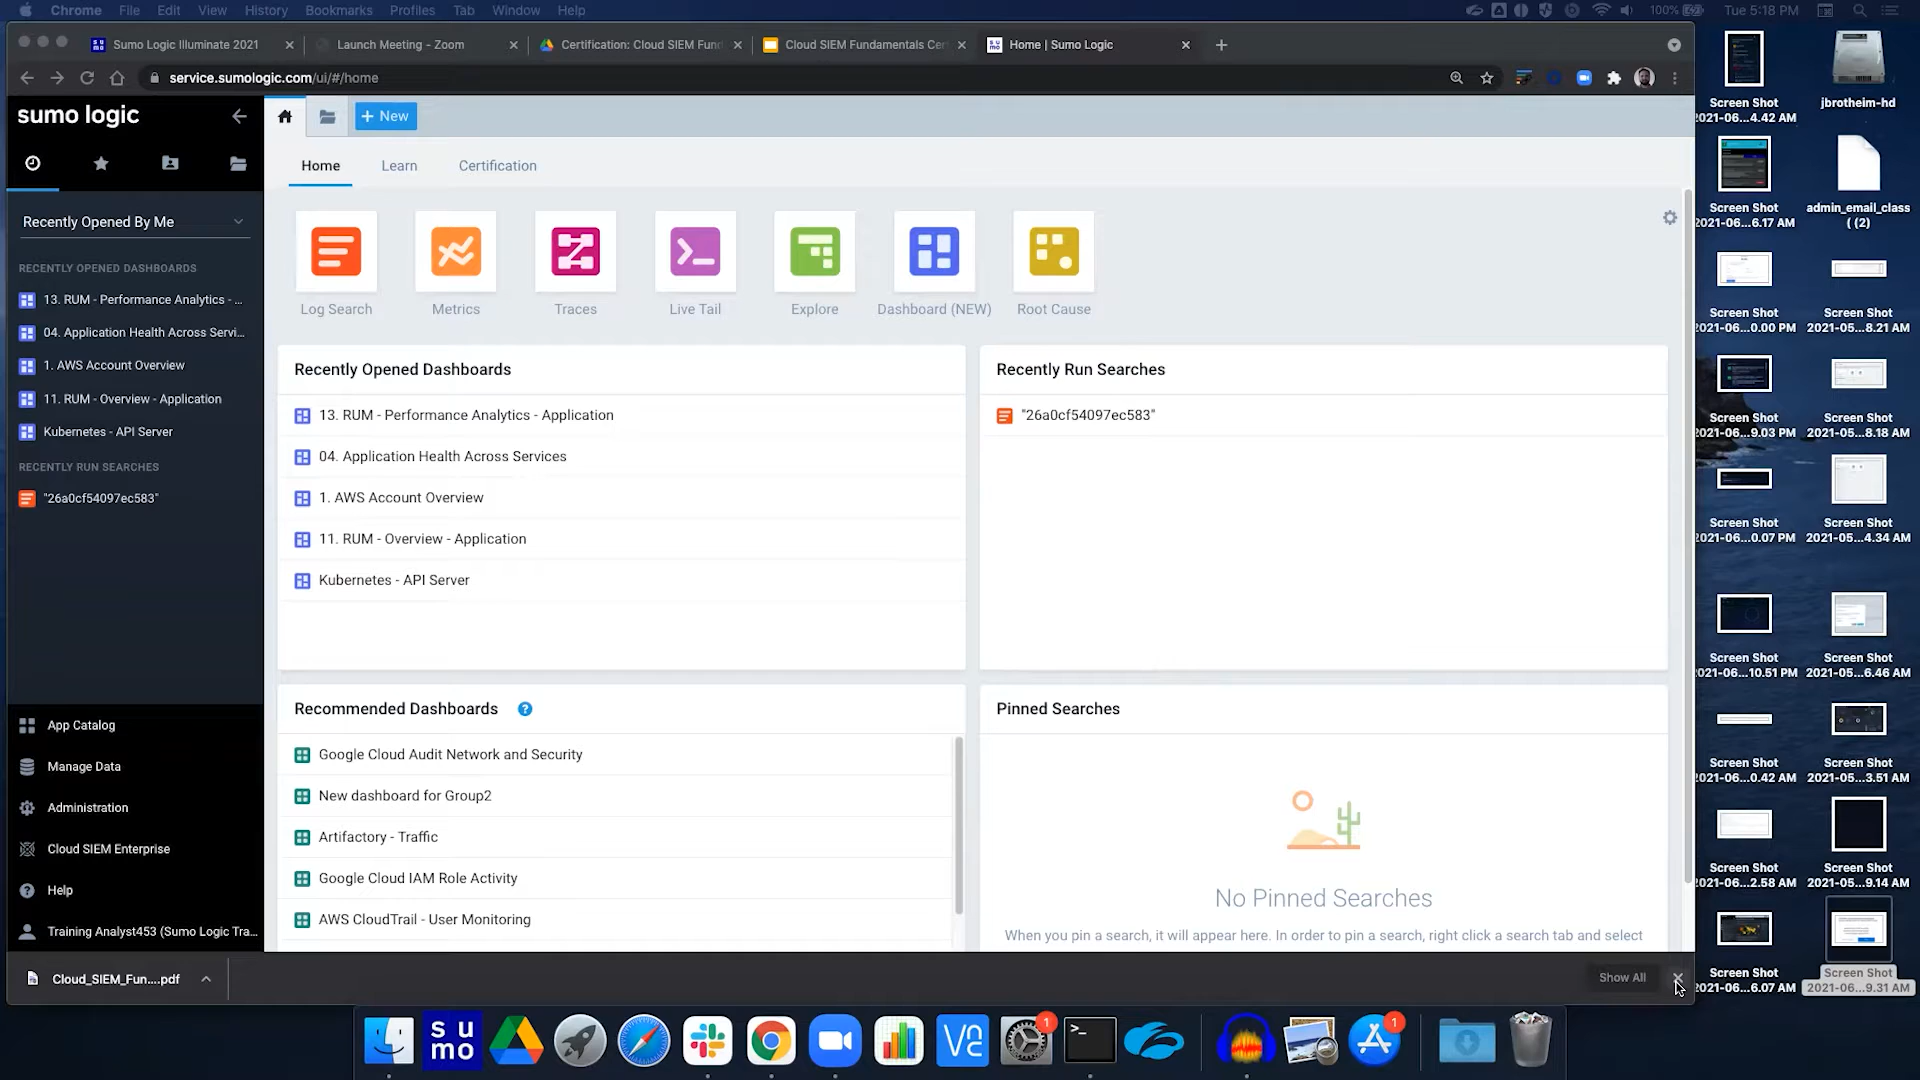 Chrome File Edit View History Bookmarks Profiles Tab Window Help 100% Tue 5:18 PM
Sumo Logic Illuminate 2021 Launch Meeting - Zoom Certification: Cloud SIEM Fund Cloud SIEM Fundamentals Cer Home | Sumo Logic
service.sumologic.com/ui/#/home
sumo logic
New
Home Learn Certification
Recently Opened By Me
RECENTLY OPENED DASHBOARDS
13. RUM - Performance Analytics - ...
04. Application Health Across Servi...
1. AWS Account Overview
11. RUM - Overview - Application
Kubernetes - API Server
RECENTLY RUN SEARCHES
"26a0cf54097ec583"
App Catalog
Manage Data
Administration
Cloud SIEM Enterprise
Help
Training Analyst453 (Sumo Logic Tra...
Log Search Metrics Traces Live Tail Explore Dashboard (NEW) Root Cause
Recently Opened Dashboards
13. RUM - Performance Analytics - Application
04. Application Health Across Services
1. AWS Account Overview
11. RUM - Overview - Application
Kubernetes - API Server
Recently Run Searches
"26a0cf54097ec583"
Recommended Dashboards ?
Google Cloud Audit Network and Security
New dashboard for Group2
Artifactory - Traffic
Google Cloud IAM Role Activity
AWS CloudTrail - User Monitoring
Pinned Searches
No Pinned Searches
When you pin a search, it will appear here. In order to pin a search, right click a search tab and select
Cloud_SIEM_Fun....pdf Show All
Screen Shot jbrotheim-hd
2021-06...4.42 AM
Screen Shot admin_email_class
2021-06...6.17 AM ( (2)
Screen Shot Screen Shot
2021-06...0.00 PM 2021-05...8.21 AM
Screen Shot Screen Shot
2021-06...9.03 PM 2021-05...8.18 AM
Screen Shot Screen Shot
2021-06...0.07 PM 2021-05...4.34 AM
Screen Shot Screen Shot
2021-06...10.51 PM 2021-05...6.46 AM
Screen Shot Screen Shot
2021-06...0.42 AM 2021-05...3.51 AM
Screen Shot Screen Shot
2021-06...2.58 AM 2021-05...9.14 AM
Screen Shot Screen Shot
2021-06...6.07 AM 2021-06...9.31 AM
su
mo
1
1